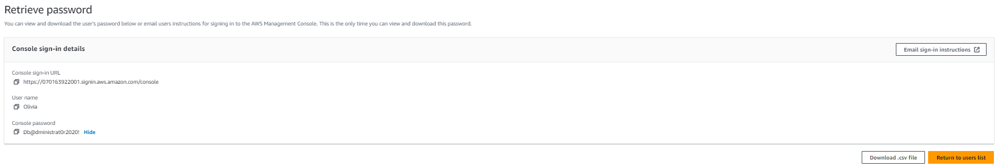 Retrieve password
You can view and download the user's password below or email users instructions for signing in to the AWS Management Console. This is the only time you can view and download this password.
Console sign-in details
Email sign-in instructions
Console sign-in URL
https://070163922001.signin.aws.amazon.com/console
User name
Olivia
Console password
Db@dministrat0r2020! Hide
Download .csv file Return to users list